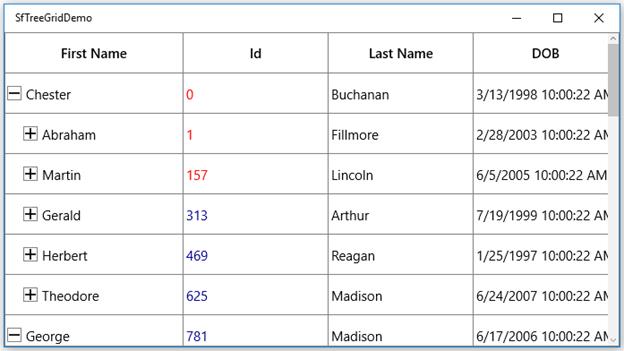 SfTreeGridDemo
First Name Id Last Name DOB
Chester 0 Buchanan 3/13/1998 10:00:22 AM
Abraham 1 Fillmore 2/28/2003 10:00:22 AM
Martin 157 Lincoln 6/5/2005 10:00:22 AM
Gerald 313 Arthur 7/19/1999 10:00:22 AM
Herbert 469 Reagan 1/25/1997 10:00:22 AM
Theodore 625 Madison 6/24/2007 10:00:22 AM
George 781 Madison 6/17/2006 10:00:22 AM